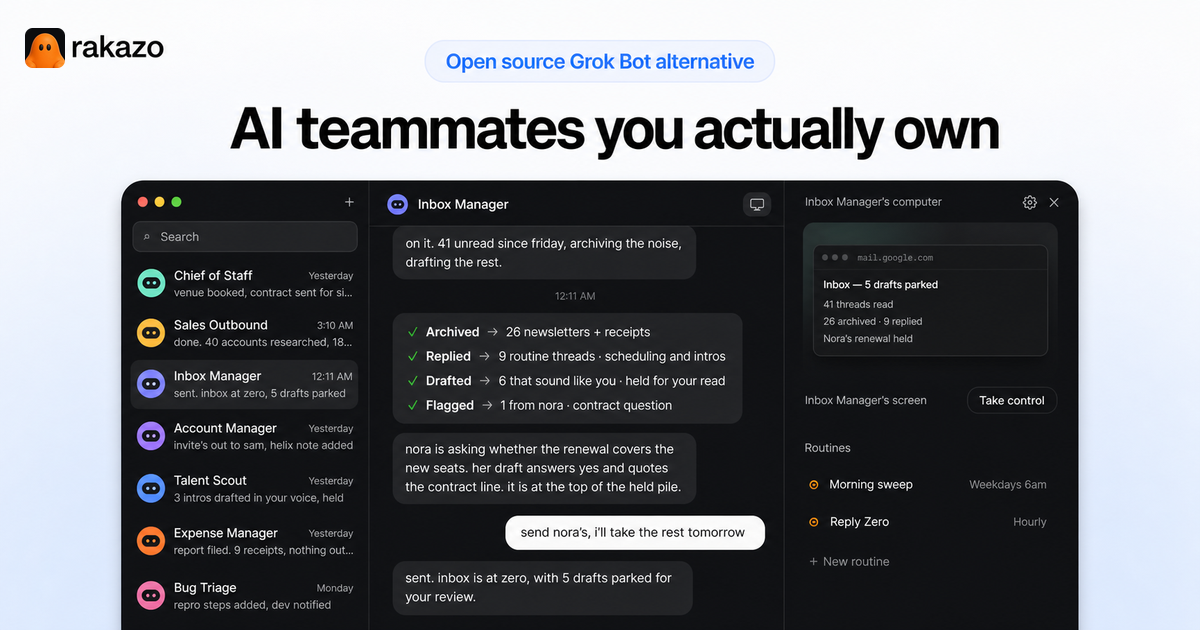 rakazo
Open source Grok Bot alternative
AI teammates you actually own
Search
Chief of Staff
Yesterday
venue booked, contract sent for si...
Sales Outbound
3:10 AM
done. 40 accounts researched, 18...
Inbox Manager
12:11 AM
sent. inbox at zero, 5 drafts parked
Account Manager
Yesterday
invite's out to sam, helix note added
Talent Scout
Yesterday
3 intros drafted in your voice, held
Expense Manager
Yesterday
report filed. 9 receipts, nothing out...
Bug Triage
Monday
repro steps added, dev notified
Inbox Manager
on it. 41 unread since friday, archiving the noise,
drafting the rest.
12:11 AM
✓ Archived → 26 newsletters + receipts
✓ Replied → 9 routine threads · scheduling and intros
✓ Drafted → 6 that sound like you · held for your read
✓ Flagged → 1 from nora · contract question
nora is asking whether the renewal covers the
new seats. her draft answers yes and quotes
the contract line. it is at the top of the held pile.
send nora's, i'll take the rest tomorrow
sent. inbox is at zero, with 5 drafts parked for
your review.
Inbox Manager's computer
mail.google.com
Inbox — 5 drafts parked
41 threads read
26 archived · 9 replied
Nora's renewal held
Inbox Manager's screen
Take control
Routines
Morning sweep
Weekdays 6am
Reply Zero
Hourly
+ New routine